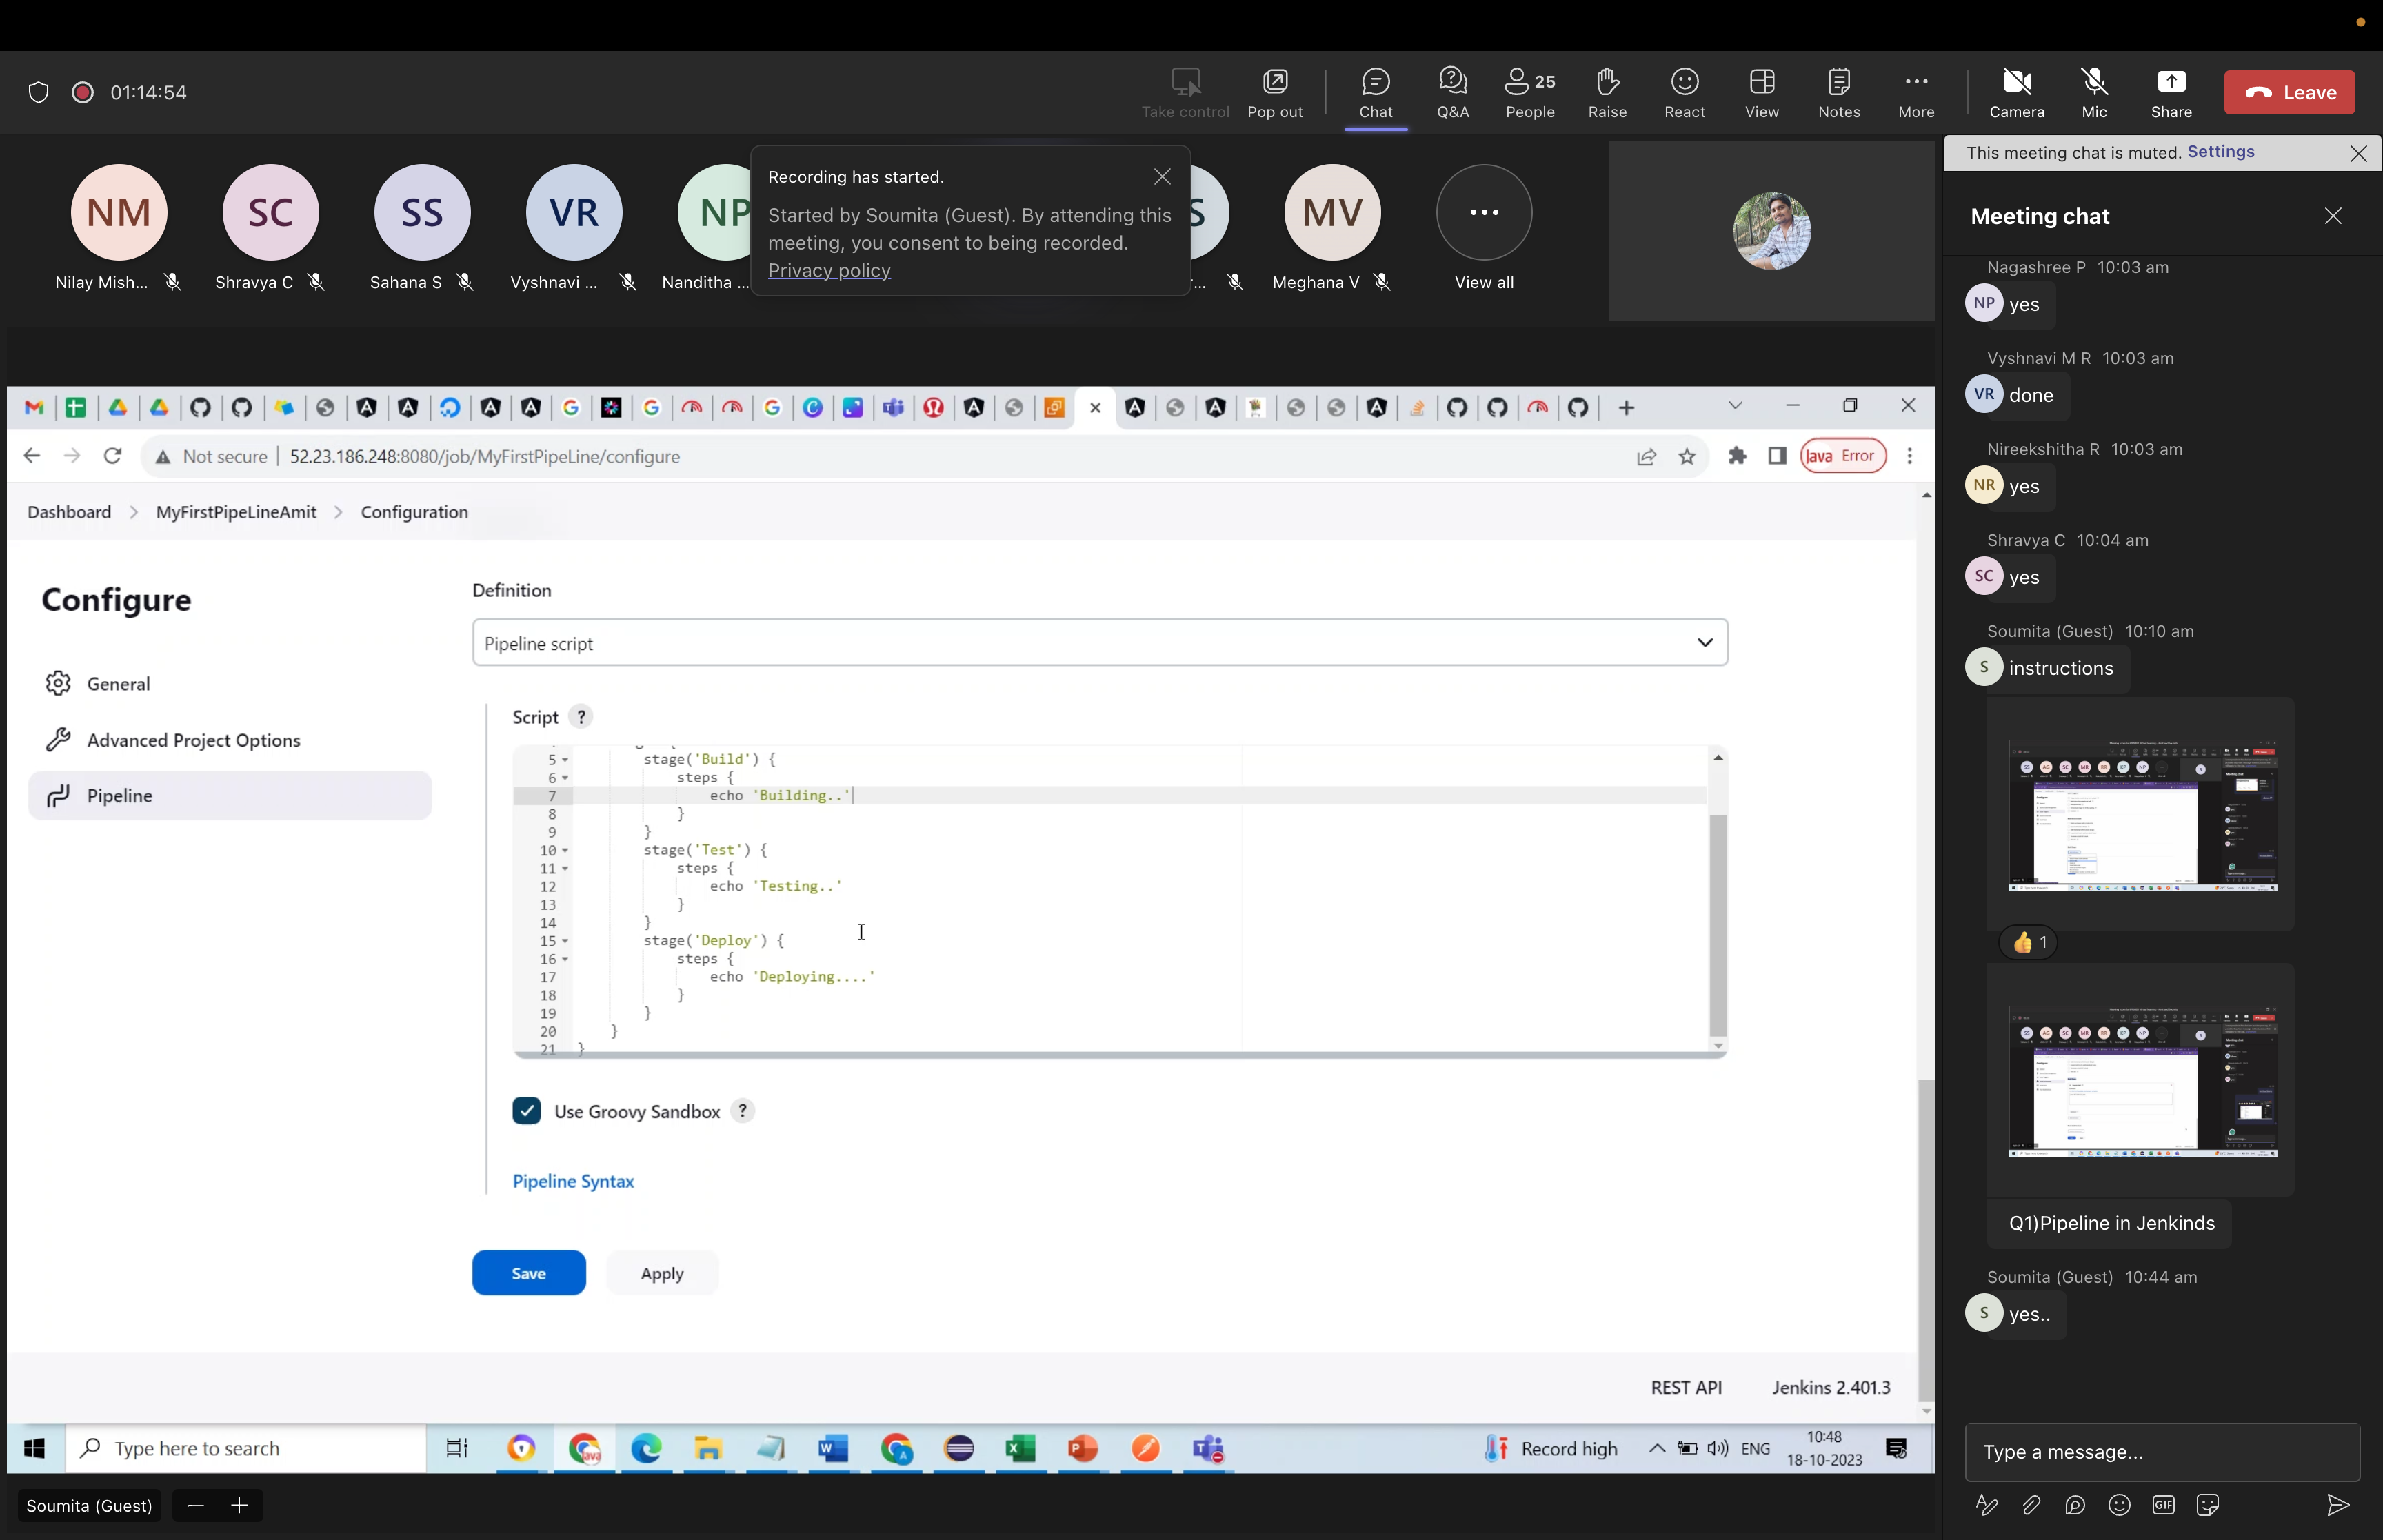 01:14:54
Take control
Pop out
Chat
Q&A
25
People
Raise
React
View
Notes
More
Camera
Mic
Share
Leave
NM
SC
SS
VR
NP
S
MV
Nilay Mish...
Shravya C
Sahana S
Vyshnavi ...
Nanditha ...
...
Meghana V
View all
Recording has started.
Started by Soumita (Guest). By attending this
meeting, you consent to being recorded.
Privacy policy
Not secure
52.23.186.248:8080/job/MyFirstPipeLine/configure
Java Error
Dashboard > MyFirstPipeLineAmit > Configuration
Configure
General
Advanced Project Options
Pipeline
Definition
Pipeline script
Script ?
5 stage('Build') {
6 steps {
7 echo 'Building..'
8 }
9 }
10 stage('Test') {
11 steps {
12 echo 'Testing..'
13 }
14 }
15 stage('Deploy') {
16 steps {
17 echo 'Deploying....'
18 }
19 }
20 }
21 }
Use Groovy Sandbox ?
Pipeline Syntax
Save
Apply
REST API
Jenkins 2.401.3
Type here to search
Record high
ENG
10:48
18-10-2023
Soumita (Guest)
This meeting chat is muted. Settings
Meeting chat
Nagashree P 10:03 am
NP yes
Vyshnavi M R 10:03 am
VR done
Nireekshitha R 10:03 am
NR yes
Shravya C 10:04 am
SC yes
Soumita (Guest) 10:10 am
S instructions
1
Q1)Pipeline in Jenkinds
Soumita (Guest) 10:44 am
S yes..
Type a message...
GIF